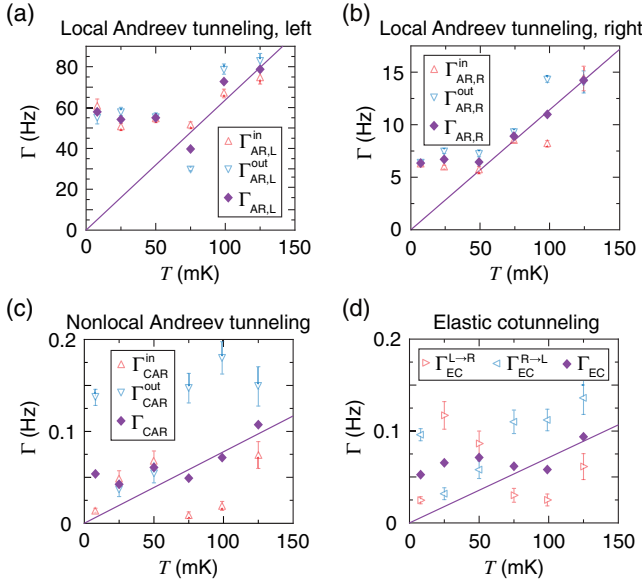 (a) Local Andreev tunneling, left
80
60
40
30
20
10
0
0 50 100 150
Γ (Hz)
T (mK)
Γ^in_AR,L
Γ^out_AR,L
Γ_AR,L
(b) Local Andreev tunneling, right
15
10
5
0
0 50 100 150
Γ (Hz)
T (mK)
Γ^in_AR,R
Γ^out_AR,R
Γ_AR,R
(c) Nonlocal Andreev tunneling
0.2
0.1
0
0 50 100 150
Γ (Hz)
T (mK)
Γ^in_CAR
Γ^out_CAR
Γ_CAR
(d) Elastic cotunneling
0.2
0.1
0
0 50 100 150
Γ (Hz)
T (mK)
Γ^L→R_EC Γ^R→L_EC Γ_EC